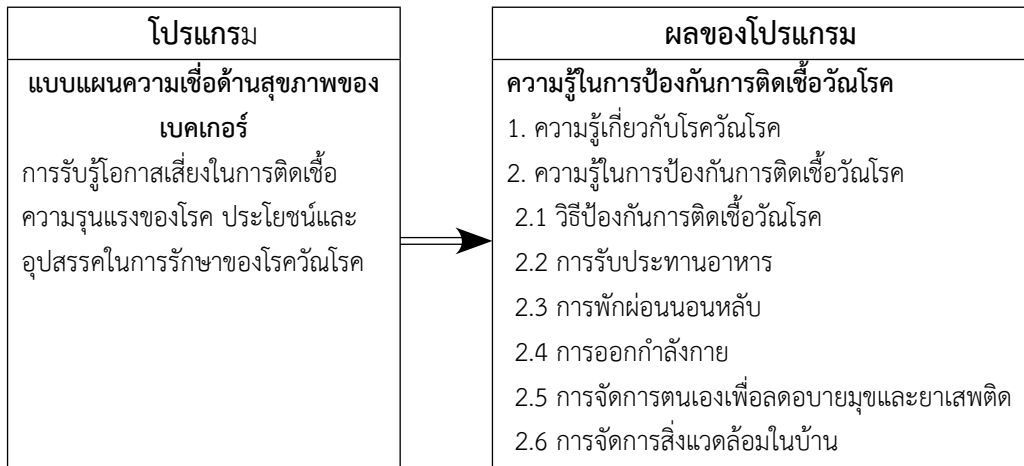 โปรแกรม
แบบแผนความเชื่อด้านสุขภาพของ
เบคเกอร์
การรับรู้โอกาสเสี่ยงในการติดเชื้อ
ความรุนแรงของโรค ประโยชน์และ
อุปสรรคในการรักษาของโรควัณโรค
ผลของโปรแกรม
ความรู้ในการป้องกันการติดเชื้อวัณโรค
1. ความรู้เกี่ยวกับโรควัณโรค
2. ความรู้ในการป้องกันการติดเชื้อวัณโรค
2.1 วิธีป้องกันการติดเชื้อวัณโรค
2.2 การรับประทานอาหาร
2.3 การพักผ่อนนอนหลับ
2.4 การออกกำลังกาย
2.5 การจัดการตนเองเพื่อลดอบายมุขและยาเสพติด
2.6 การจัดการสิ่งแวดล้อมในบ้าน